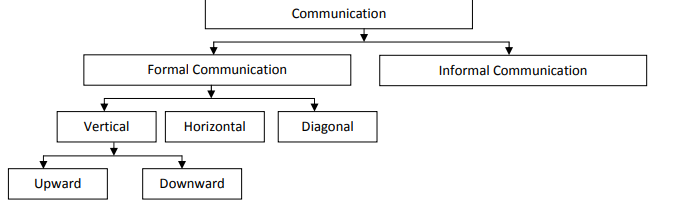 Communication
Formal Communication
Informal Communication
Vertical
Horizontal
Diagonal
Upward
Downward